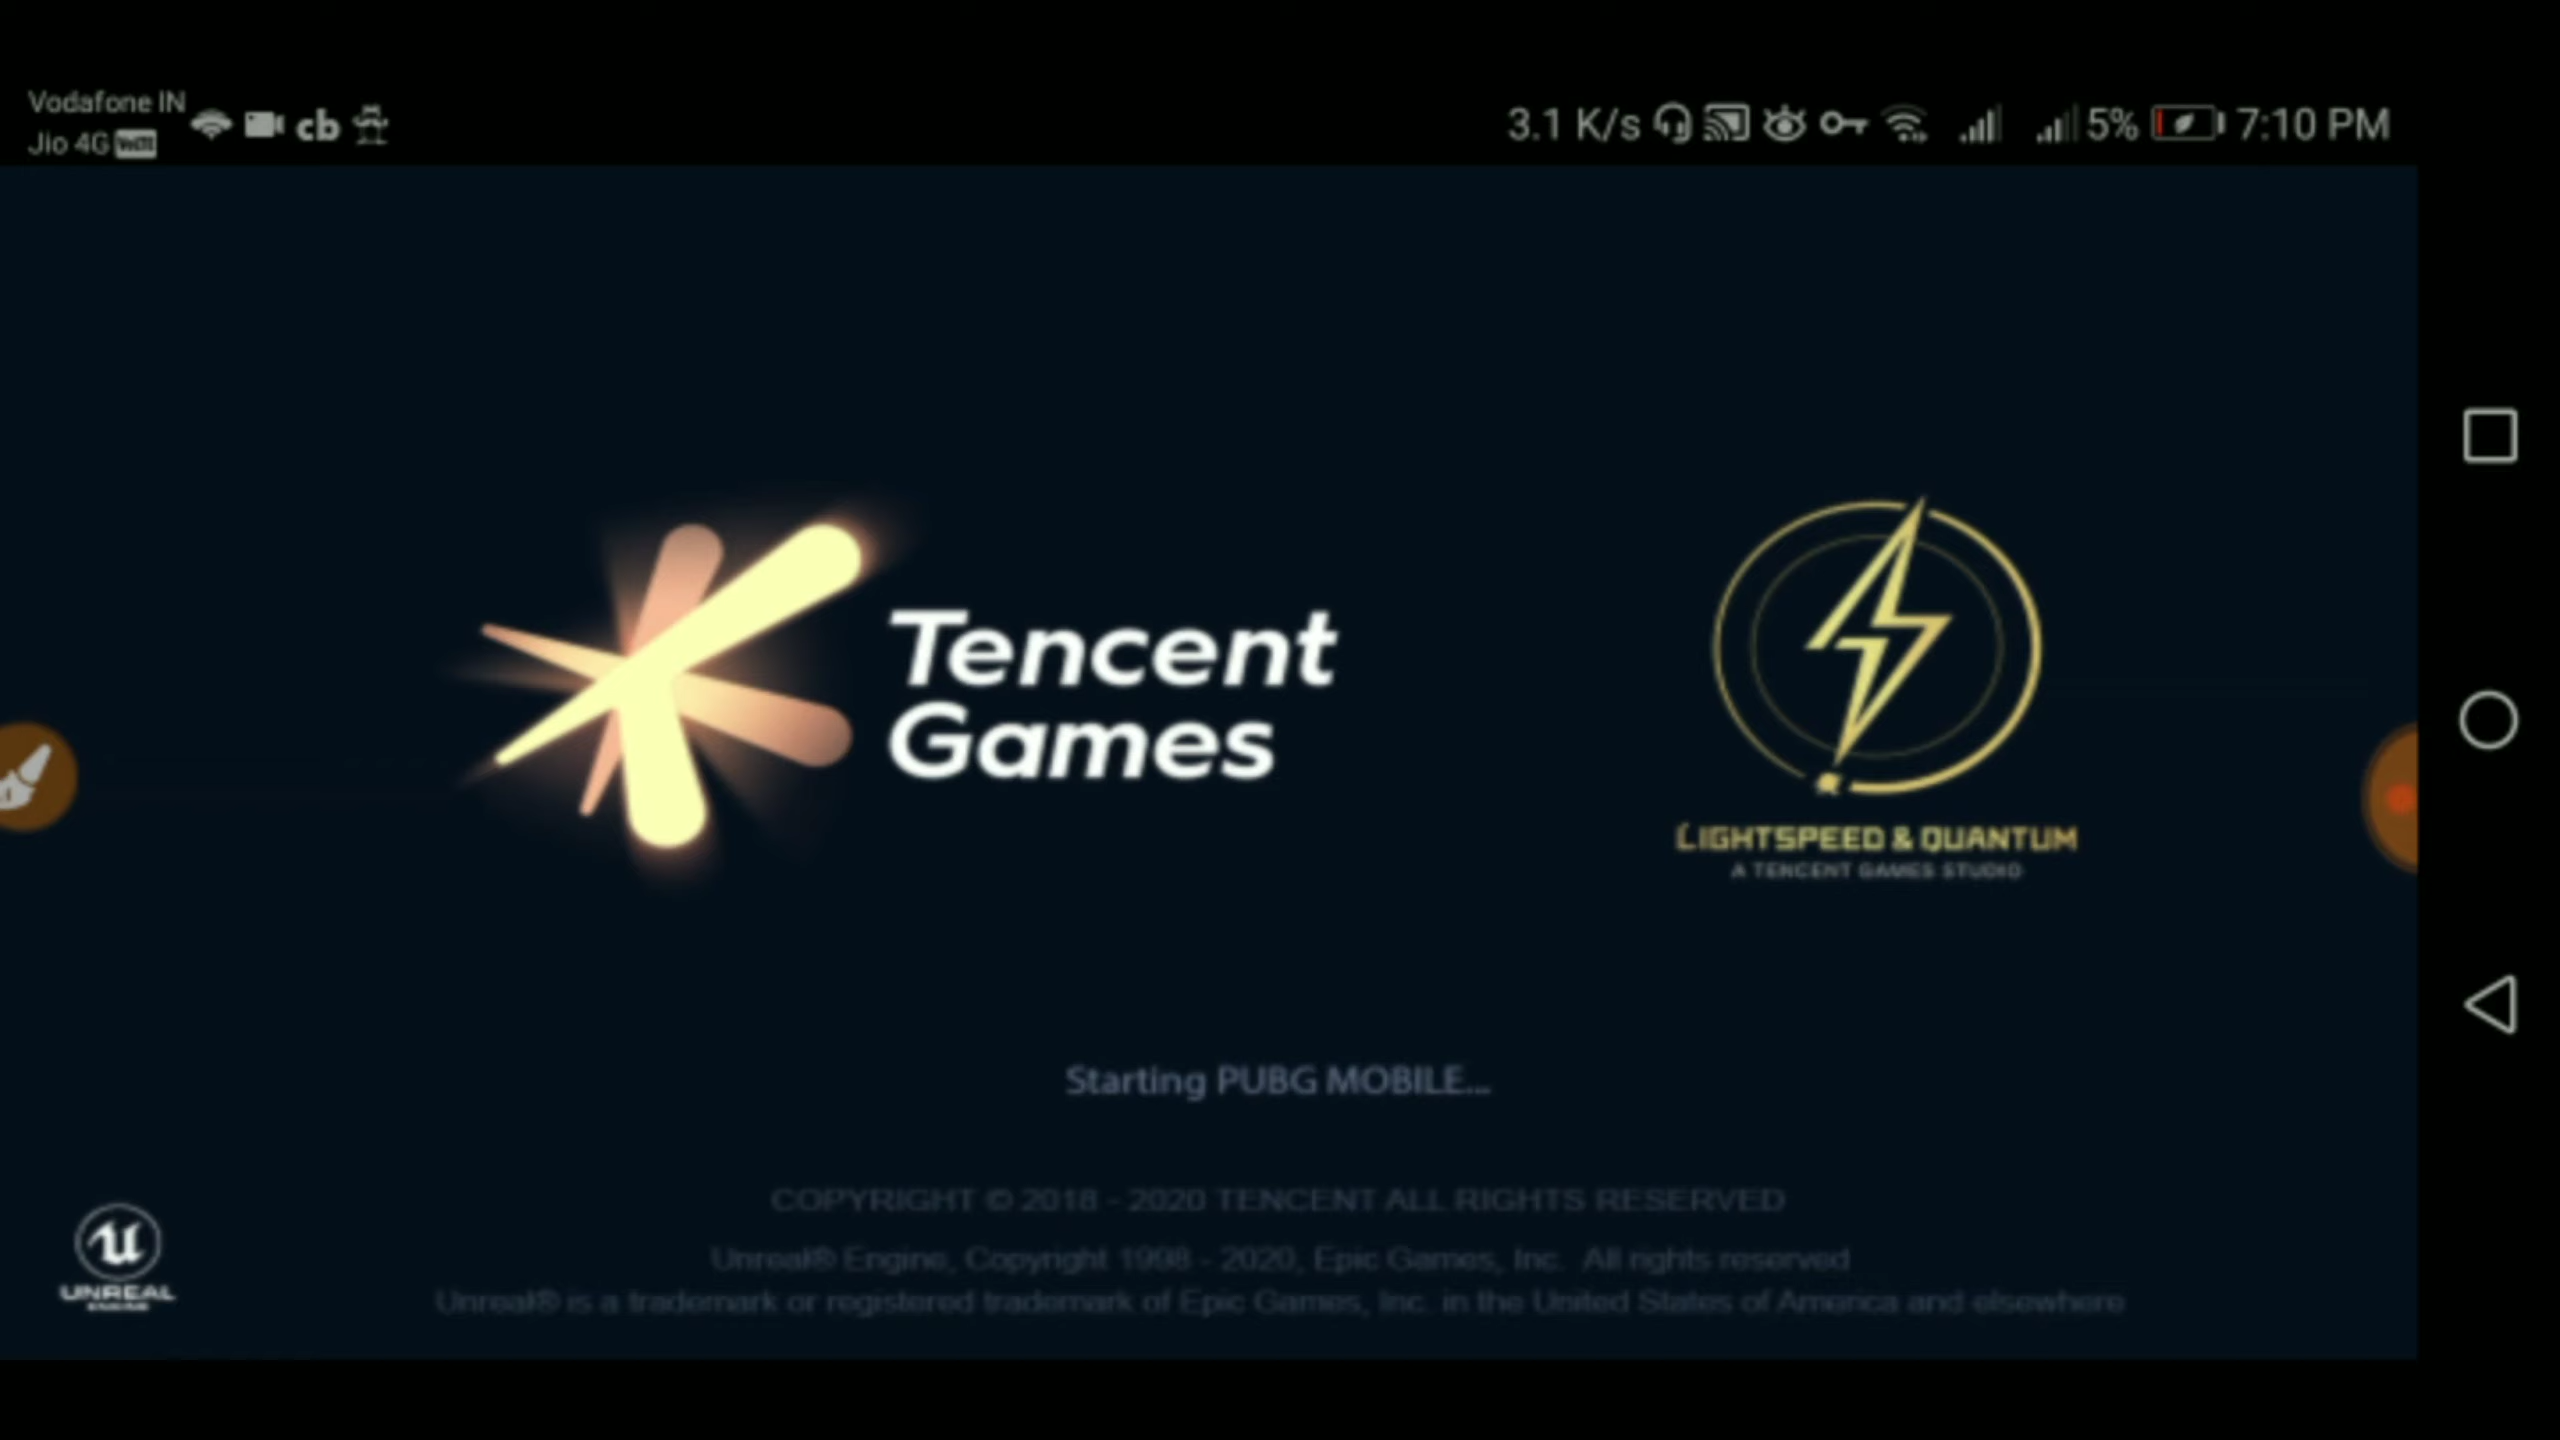 Vodafone IN
Jio 4G VoLTE
cb
3.1 K/s 5% 7:10 PM
Tencent
Games
LIGHTSPEED & QUANTUM
A TENCENT GAMES STUDIO
Starting PUBG MOBILE...
COPYRIGHT © 2018 - 2020 TENCENT ALL RIGHTS RESERVED
Unreal® Engine, Copyright 1998 - 2020, Epic Games, Inc. All rights reserved
Unreal® is a trademark or registered trademark of Epic Games, Inc. in the United States of America and elsewhere
UNREAL
ENGINE